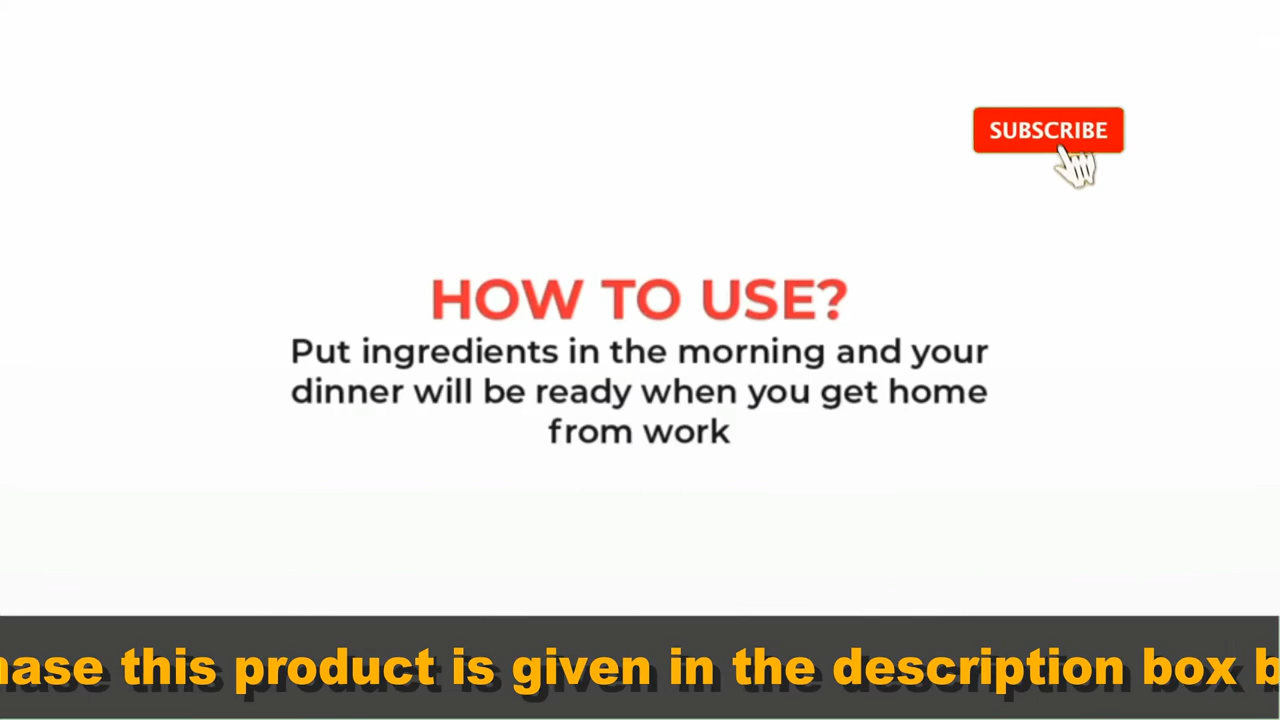 SUBSCRIBE
HOW TO USE?
Put ingredients in the morning and your
dinner will be ready when you get home
from work
this product is given in the description box